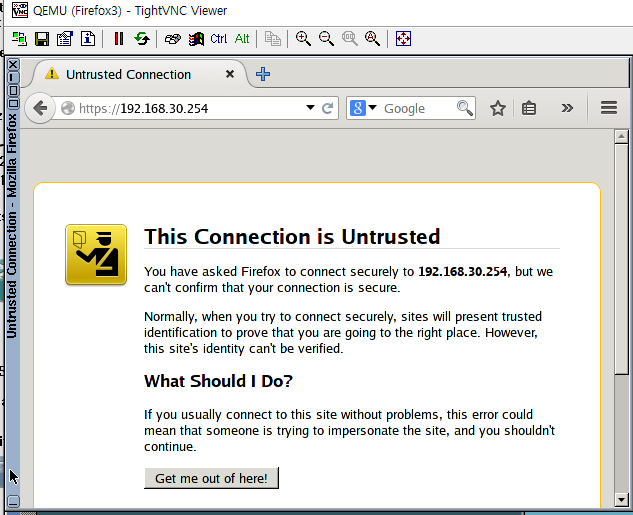 QEMU (Firefox3) - TightVNC Viewer
Ctrl Alt
Untrusted Connection - Mozilla Firefox
Untrusted Connection
https://192.168.30.254
Google
This Connection is Untrusted
You have asked Firefox to connect securely to 192.168.30.254, but we
can't confirm that your connection is secure.
Normally, when you try to connect securely, sites will present trusted
identification to prove that you are going to the right place. However,
this site's identity can't be verified.
What Should I Do?
If you usually connect to this site without problems, this error could
mean that someone is trying to impersonate the site, and you shouldn't
continue.
Get me out of here!